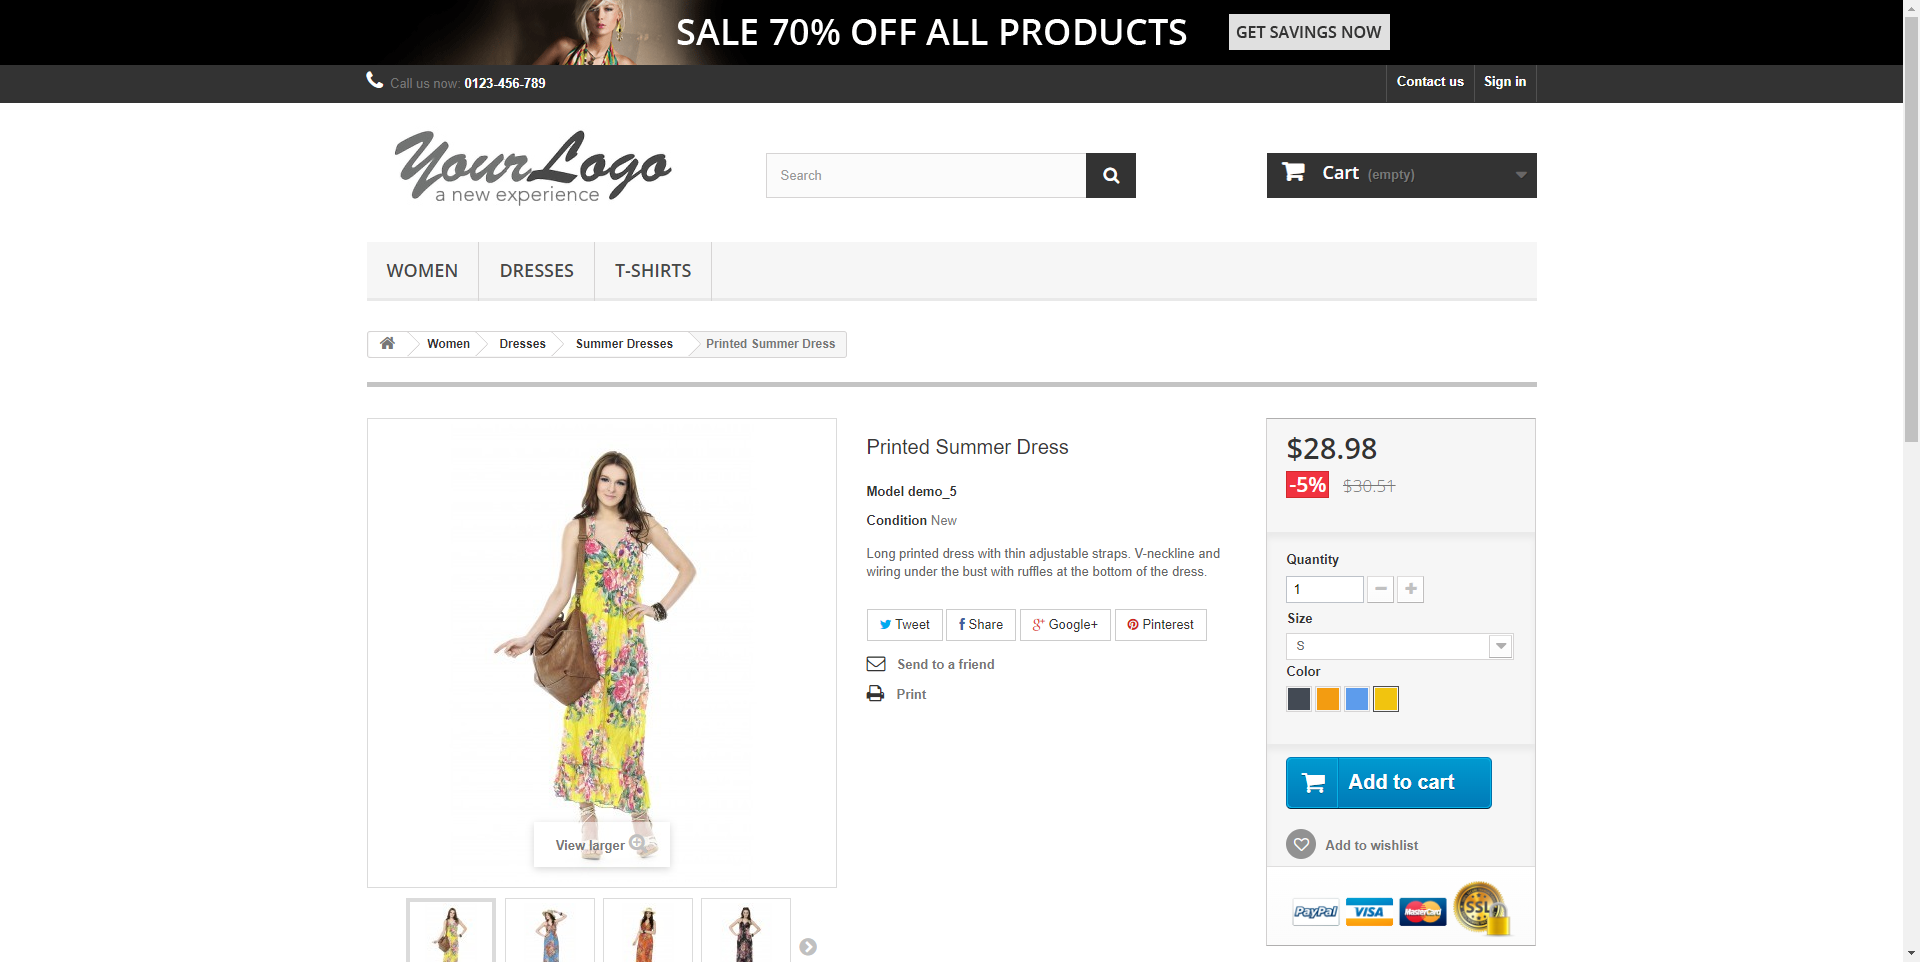 SALE 70% OFF ALL PRODUCTS
GET SAVINGS NOW
Call us now: 0123-456-789
Contact us
Sign in
YourLogo
a new experience
Search
Cart (empty)
WOMEN
DRESSES
T-SHIRTS
Women
Dresses
Summer Dresses
Printed Summer Dress
View larger
Printed Summer Dress
Model demo_5
Condition New
Long printed dress with thin adjustable straps. V-neckline and
wiring under the bust with ruffles at the bottom of the dress.
Tweet
Share
Google+
Pinterest
Send to a friend
Print
$28.98
-5% $30.51
Quantity
1
Size
S
Color
Add to cart
Add to wishlist
PayPal
VISA
MasterCard
SSL